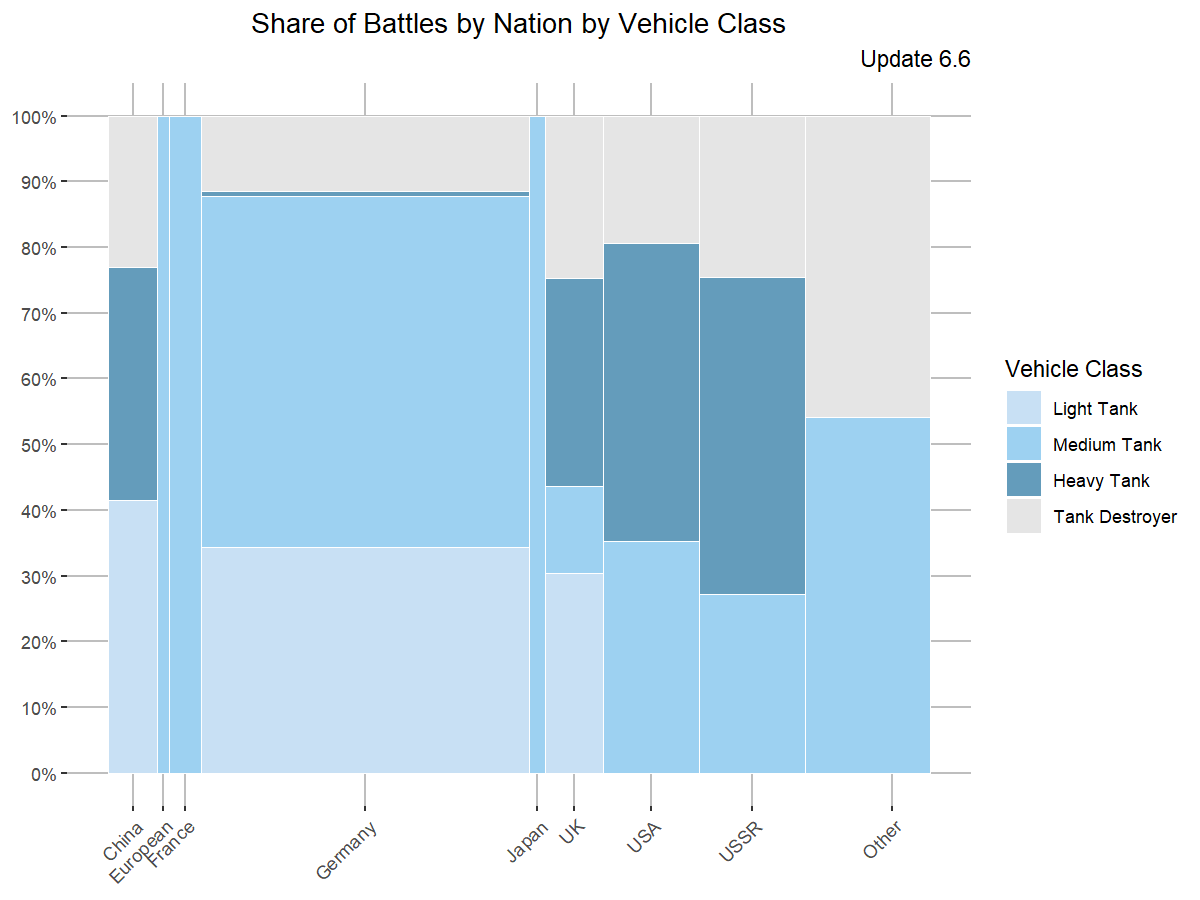 Share of Battles by Nation by Vehicle Class
Update 6.6
100%
90%
80%
70%
60%
50%
40%
30%
20%
10%
0%
China
European
France
Germany
Japan
UK
USA
USSR
Other
Vehicle Class
Light Tank
Medium Tank
Heavy Tank
Tank Destroyer